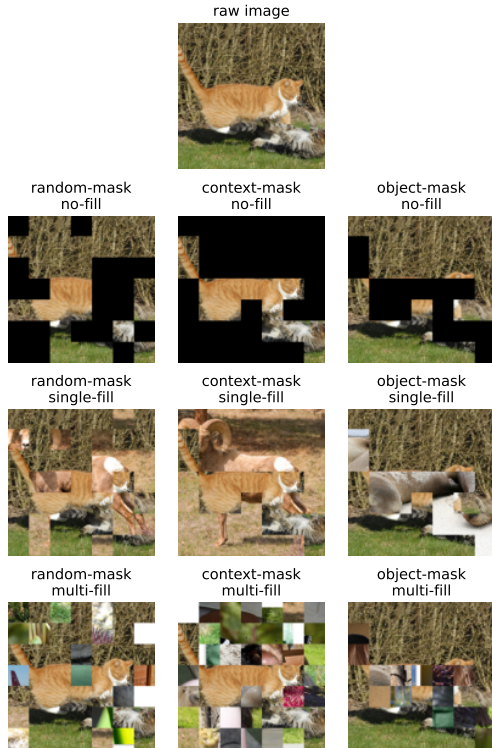 raw image
random-mask
no-fill
context-mask
no-fill
object-mask
no-fill
random-mask
single-fill
context-mask
single-fill
object-mask
single-fill
random-mask
multi-fill
context-mask
multi-fill
object-mask
multi-fill